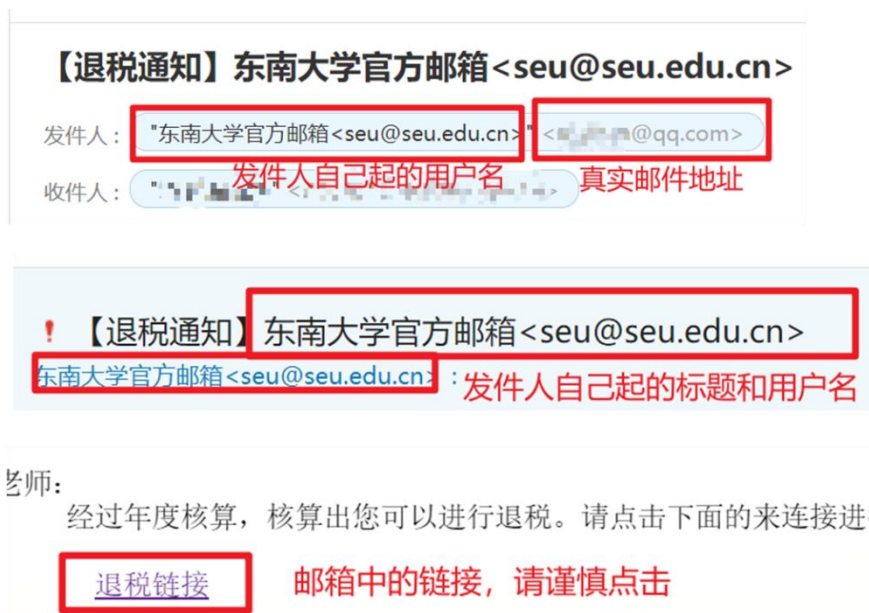 【退税通知】东南大学官方邮箱<seu@seu.edu.cn>
发件人： "东南大学官方邮箱<seu@seu.edu.cn>" < @qq.com>
发件人自己起的用户名 真实邮件地址
收件人：
【退税通知】东南大学官方邮箱<seu@seu.edu.cn>
东南大学官方邮箱<seu@seu.edu.cn>：
发件人自己起的标题和用户名
老师：
经过年度核算，核算出您可以进行退税。请点击下面的来连接进
退税链接 邮箱中的链接，请谨慎点击